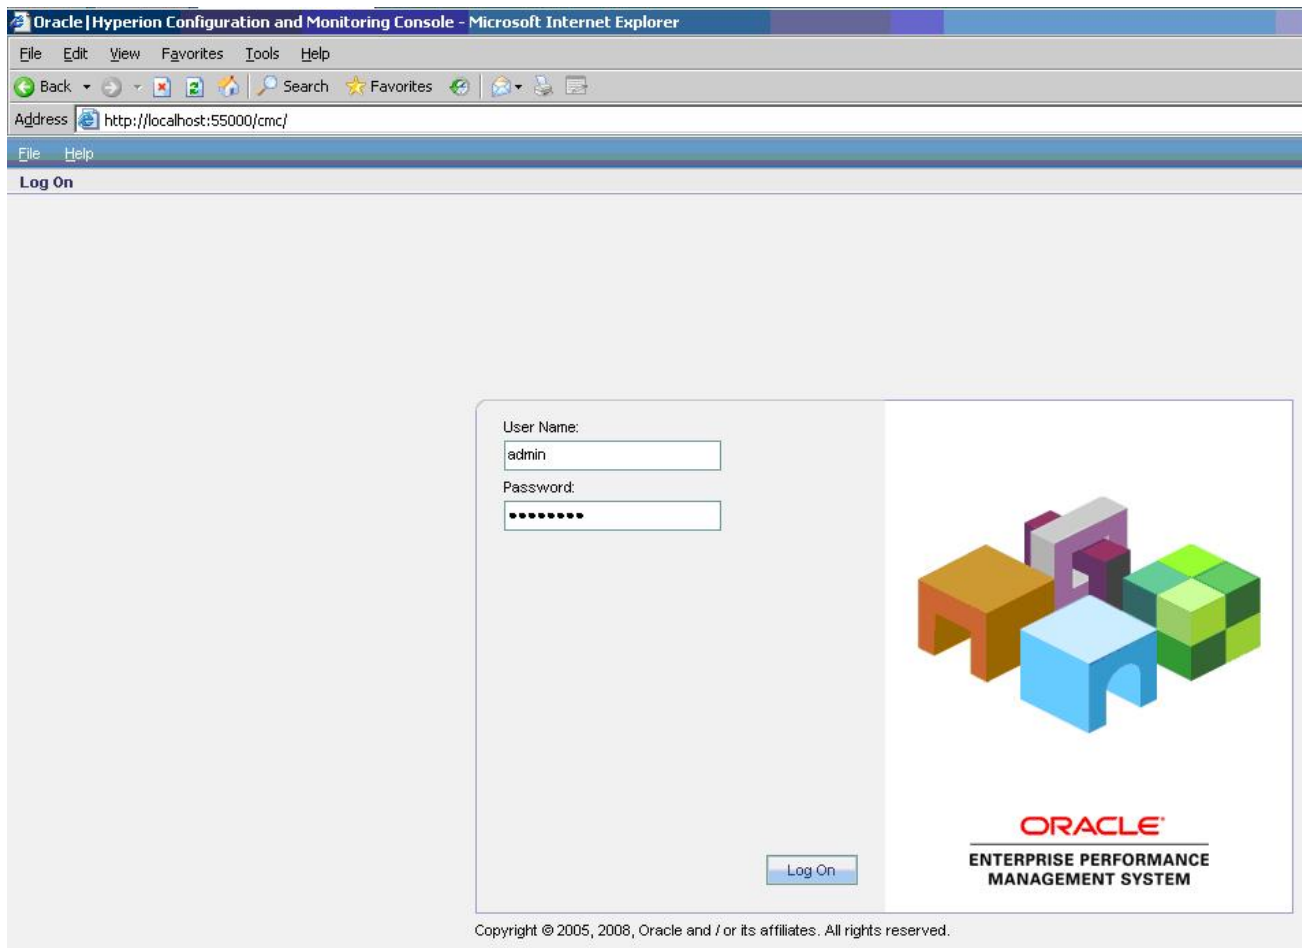 Oracle | Hyperion Configuration and Monitoring Console - Microsoft Internet Explorer
File Edit View Favorites Tools Help
Back Search Favorites
Address http://localhost:55000/cmc/
File Help
Log On
User Name:
admin
Password:
••••••••
ORACLE
ENTERPRISE PERFORMANCE
MANAGEMENT SYSTEM
Log On
Copyright © 2005, 2008, Oracle and / or its affiliates. All rights reserved.